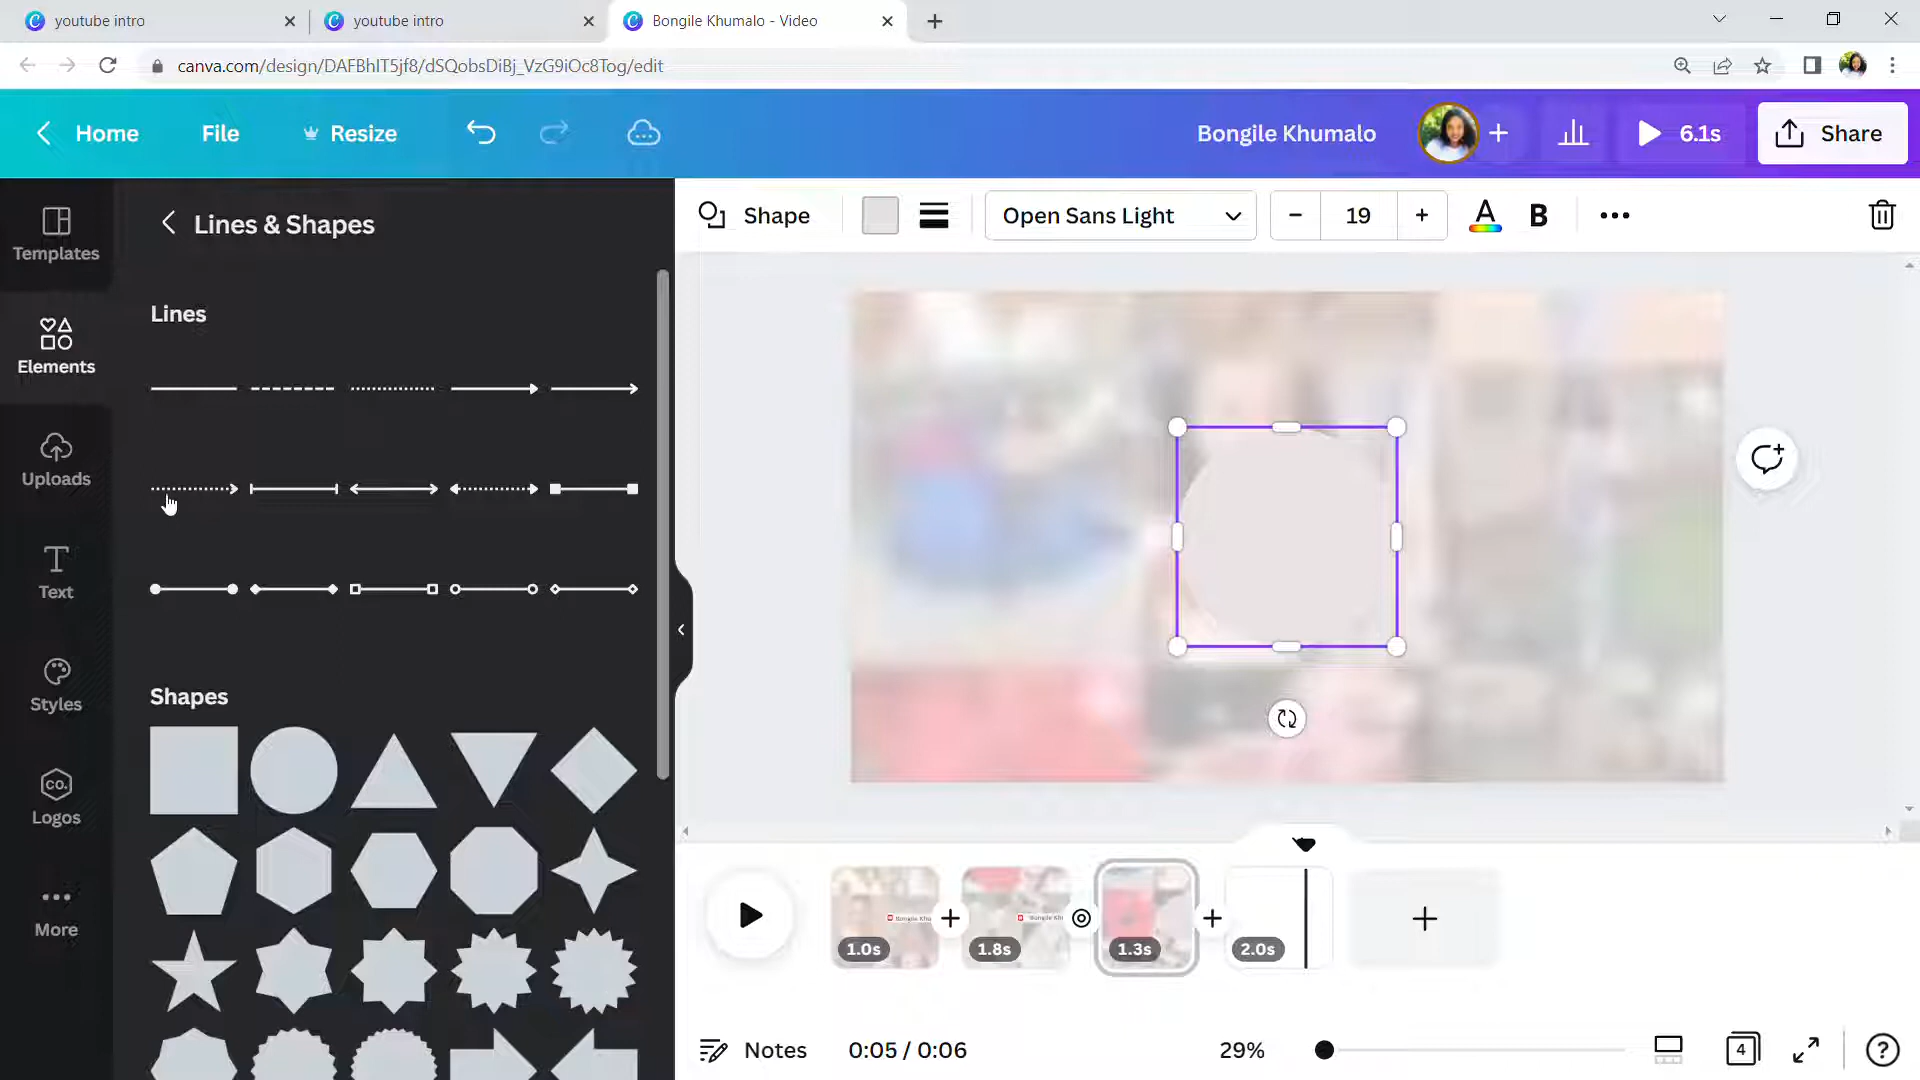 youtube intro
youtube intro
Bongile Khumalo - Video
canva.com/design/DAFBhIT5jf8/dSQobsDiBj_VzG9iOc8Tog/edit
Home
File
Resize
Bongile Khumalo
6.1s
Share
Templates
Elements
Uploads
Text
Styles
CO.
Logos
More
Lines & Shapes
Lines
Shapes
Shape
Open Sans Light
19
A
B
1.0s
1.8s
1.3s
2.0s
Notes
0:05 / 0:06
29%
4